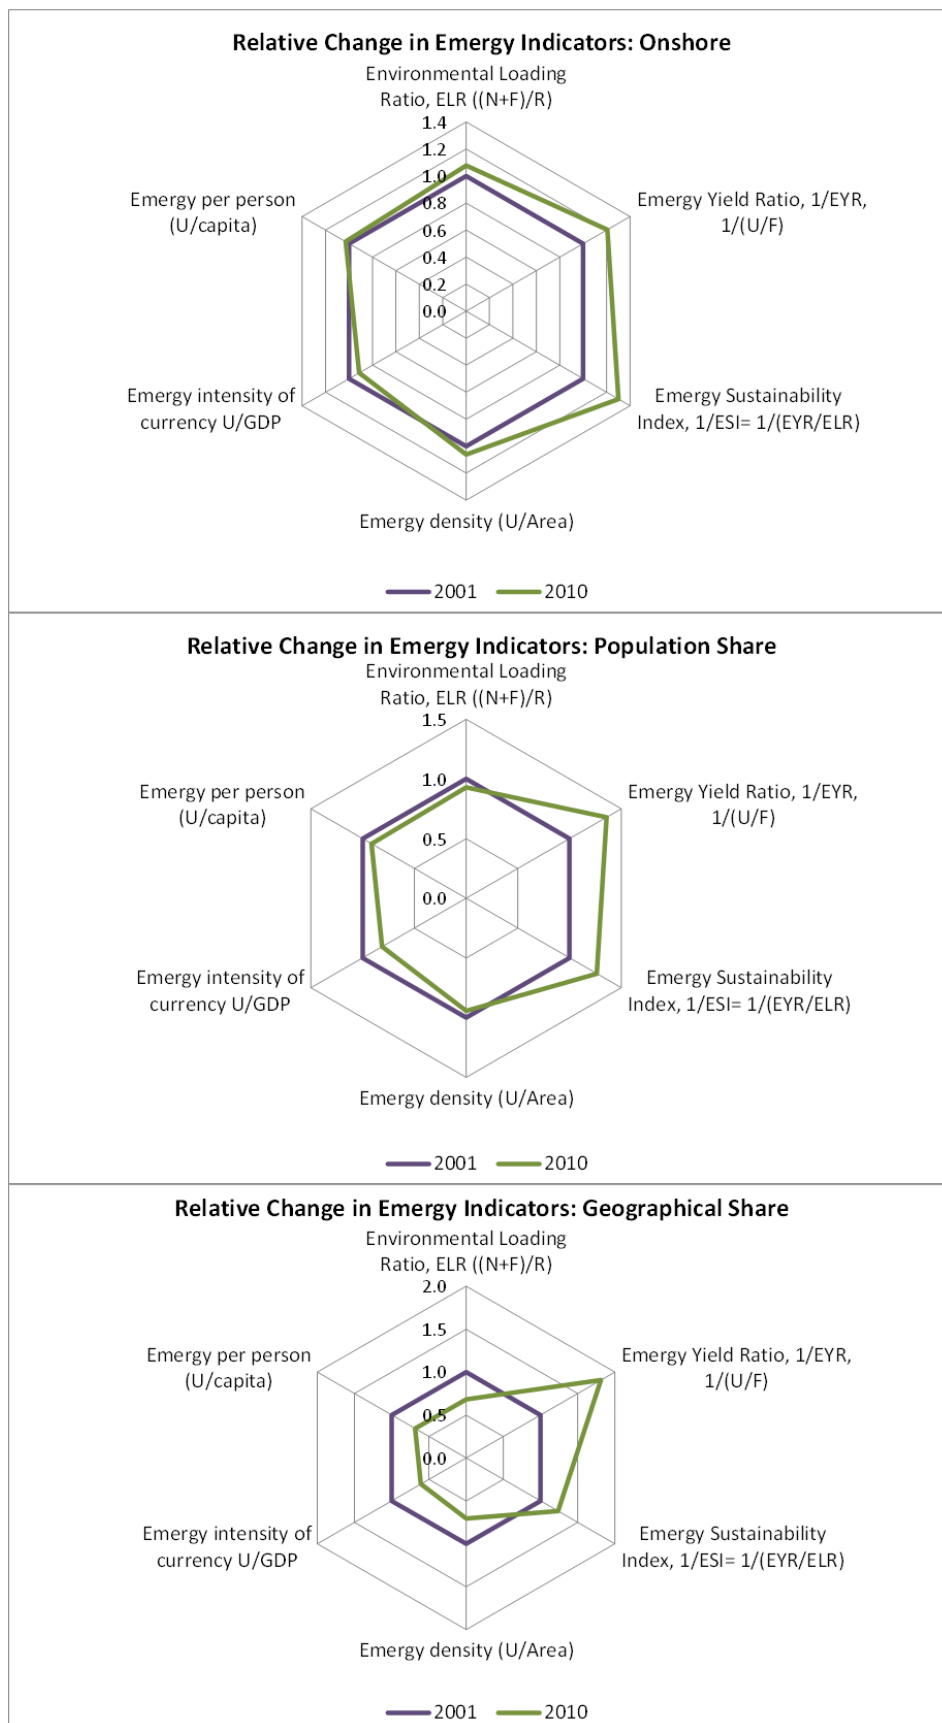 Relative Change in Emergy Indicators: Onshore
Environmental Loading
Ratio, ELR ((N+F)/R)
1.4
1.2
1.0
0.8
0.6
0.4
0.2
0.0
Emergy per person
(U/capita)
Emergy Yield Ratio, 1/EYR,
1/(U/F)
Emergy intensity of
currency U/GDP
Emergy Sustainability
Index, 1/ESI= 1/(EYR/ELR)
Emergy density (U/Area)
2001
2010
Relative Change in Emergy Indicators: Population Share
Environmental Loading
Ratio, ELR ((N+F)/R)
1.5
1.0
0.5
0.0
Emergy per person
(U/capita)
Emergy Yield Ratio, 1/EYR,
1/(U/F)
Emergy intensity of
currency U/GDP
Emergy Sustainability
Index, 1/ESI= 1/(EYR/ELR)
Emergy density (U/Area)
2001
2010
Relative Change in Emergy Indicators: Geographical Share
Environmental Loading
Ratio, ELR ((N+F)/R)
2.0
1.5
1.0
0.5
0.0
Emergy per person
(U/capita)
Emergy Yield Ratio, 1/EYR,
1/(U/F)
Emergy intensity of
currency U/GDP
Emergy Sustainability
Index, 1/ESI= 1/(EYR/ELR)
Emergy density (U/Area)
2001
2010